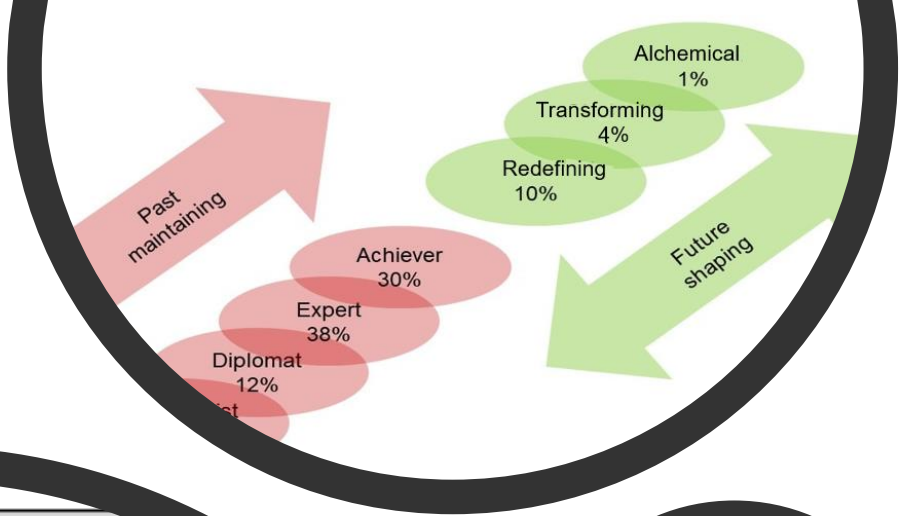 Alchemical
1%
Transforming
4%
Redefining
10%
Past
maintaining
Future
shaping
Achiever
30%
Expert
38%
Diplomat
12%